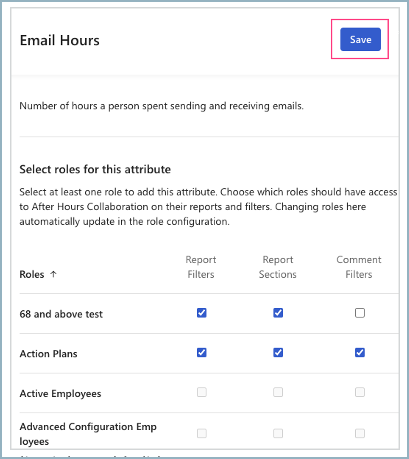 Email Hours
Save
Number of hours a person spent sending and receiving emails.
Select roles for this attribute
Select at least one role to add this attribute. Choose which roles should have access
to After Hours Collaboration on their reports and filters. Changing roles here
automatically update in the role configuration.
Roles ↑
Report
Filters
Report
Sections
Comment
Filters
68 and above test
Action Plans
Active Employees
Advanced Configuration Emp
loyees